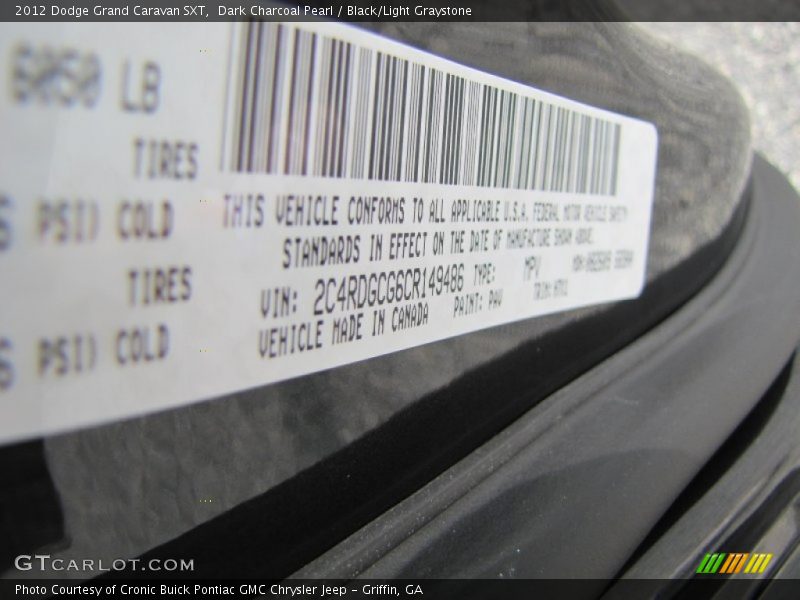 2012 Dodge Grand Caravan SXT, Dark Charcoal Pearl / Black/Light Graystone
6050 LB
TIRES
PSI) COLD
TIRES
PSI) COLD
THIS VEHICLE CONFORMS TO ALL APPLICABLE U.S.A. FEDERAL MOTOR VEHICLE SAFETY
STANDARDS IN EFFECT ON THE DATE OF MANUFACTURE SHOWN ABOVE.
VIN: 2C4RDGCG6CR149486 TYPE: MPV
VEHICLE MADE IN CANADA PAINT: PAV TRIM:
GTCARLOT.COM
Photo Courtesy of Cronic Buick Pontiac GMC Chrysler Jeep – Griffin, GA